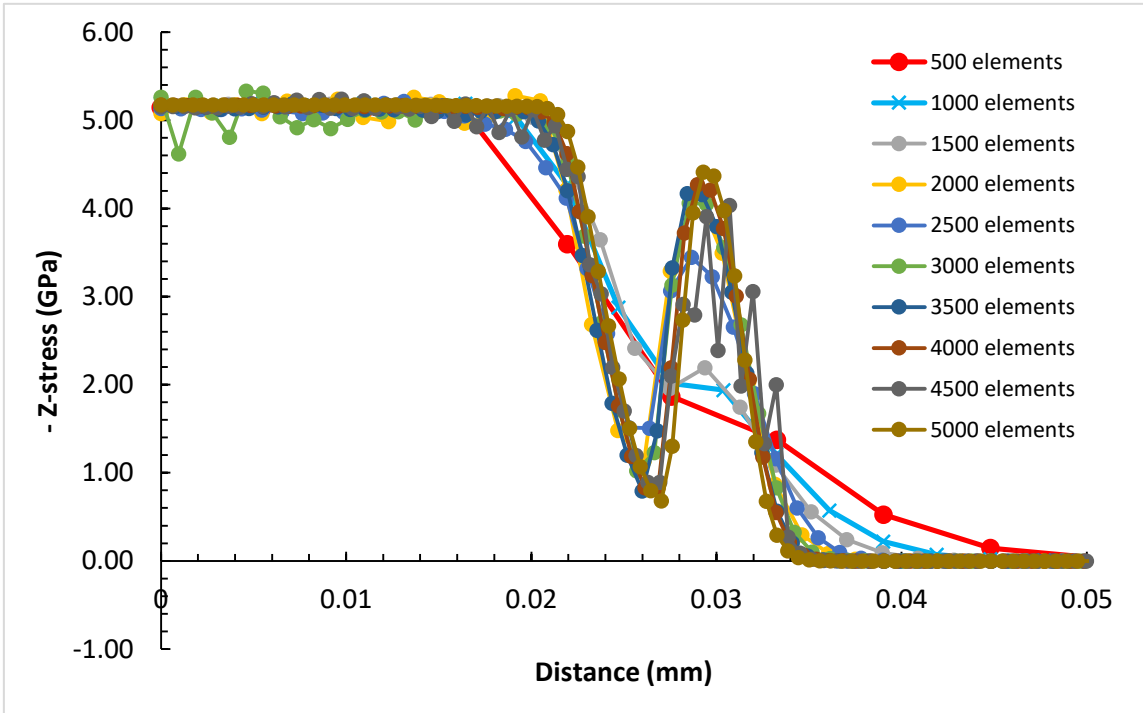 6.00
5.00
4.00
3.00
2.00
1.00
0.00
-1.00
- Z-stress (GPa)
0
0.01
0.02
0.03
0.04
0.05
Distance (mm)
500 elements
1000 elements
1500 elements
2000 elements
2500 elements
3000 elements
3500 elements
4000 elements
4500 elements
5000 elements